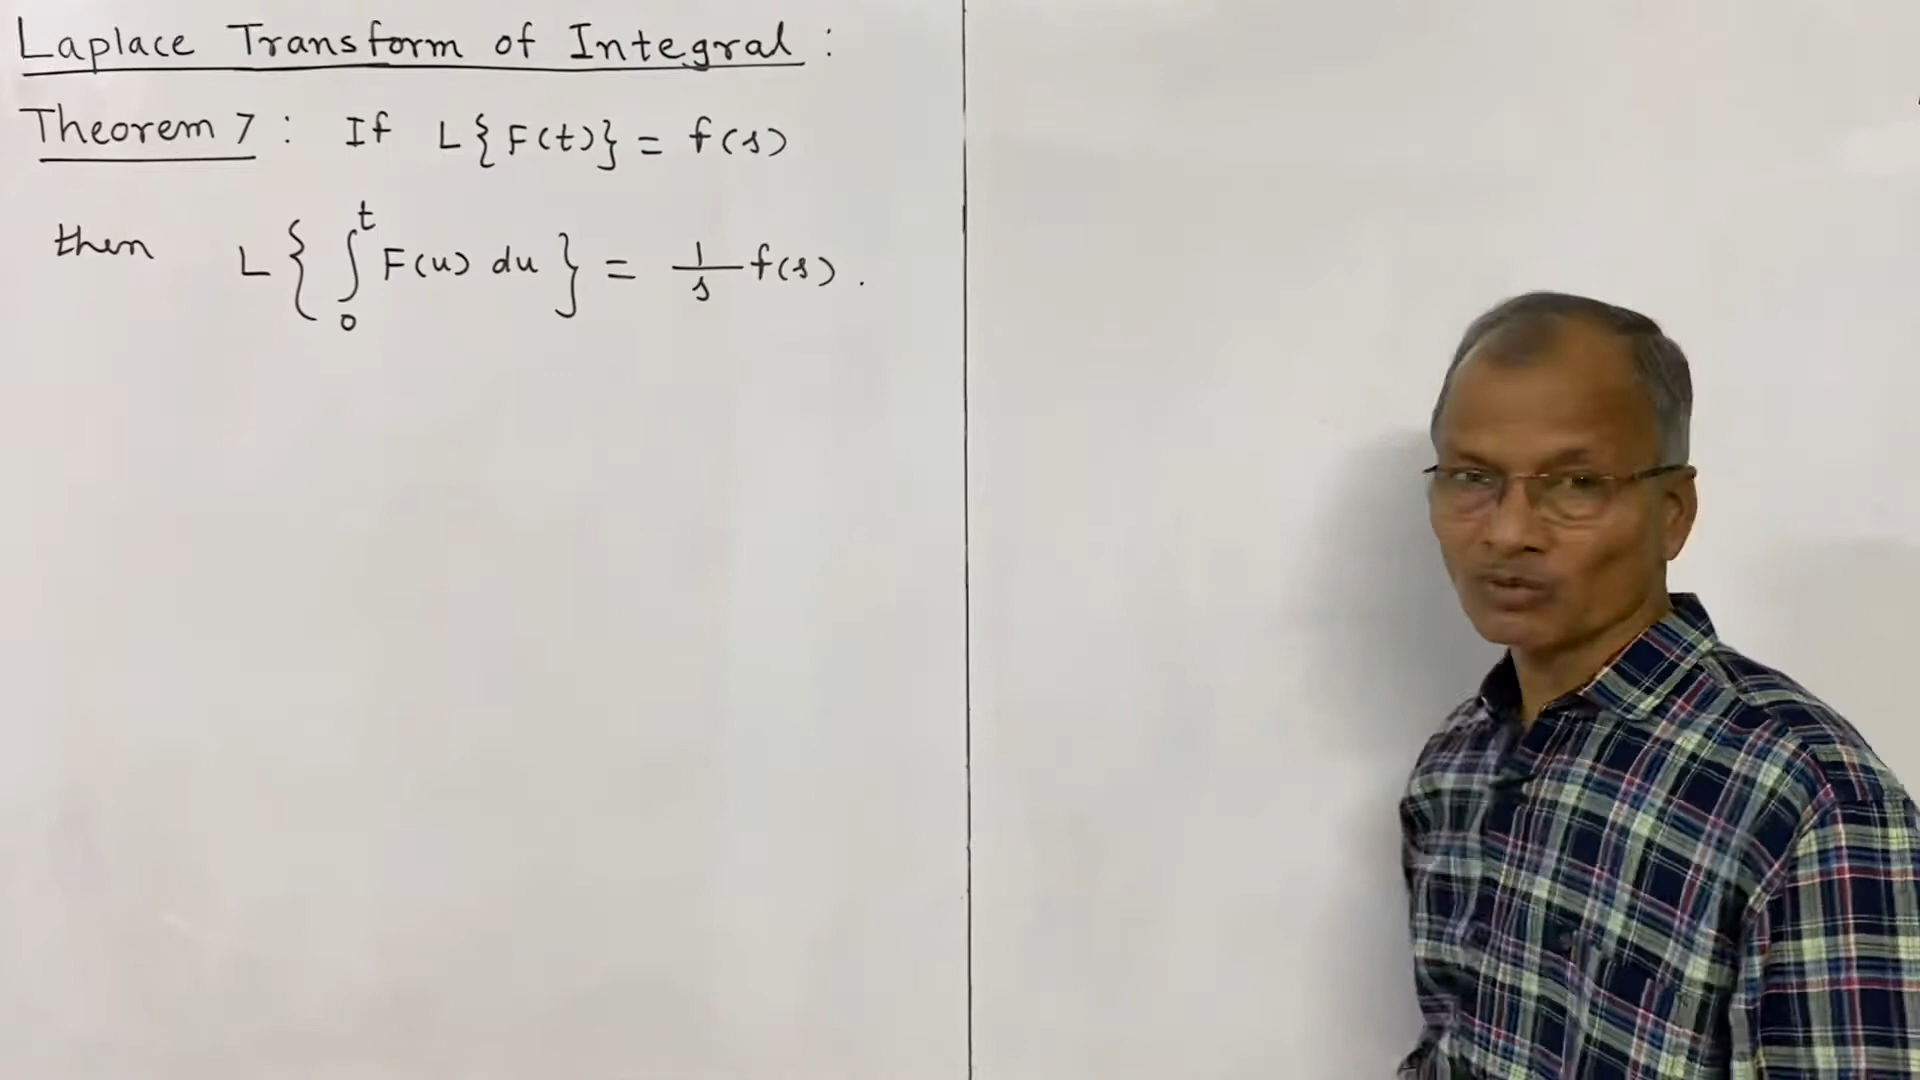 Laplace Transform of Integral :
Theorem 7 : If L{F(t)} = f(s)
then L{ ∫₀ᵗ F(u) du } = 1/s f(s) .